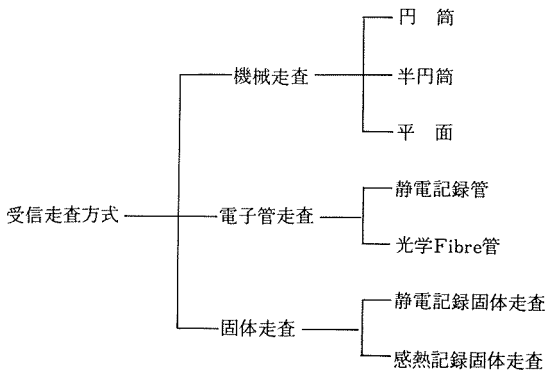 円　筒
機械走査
半円筒
平　面
静電記録管
受信走査方式
電子管走査
光学Fibre管
静電記録固体走査
固体走査
感熱記録固体走査